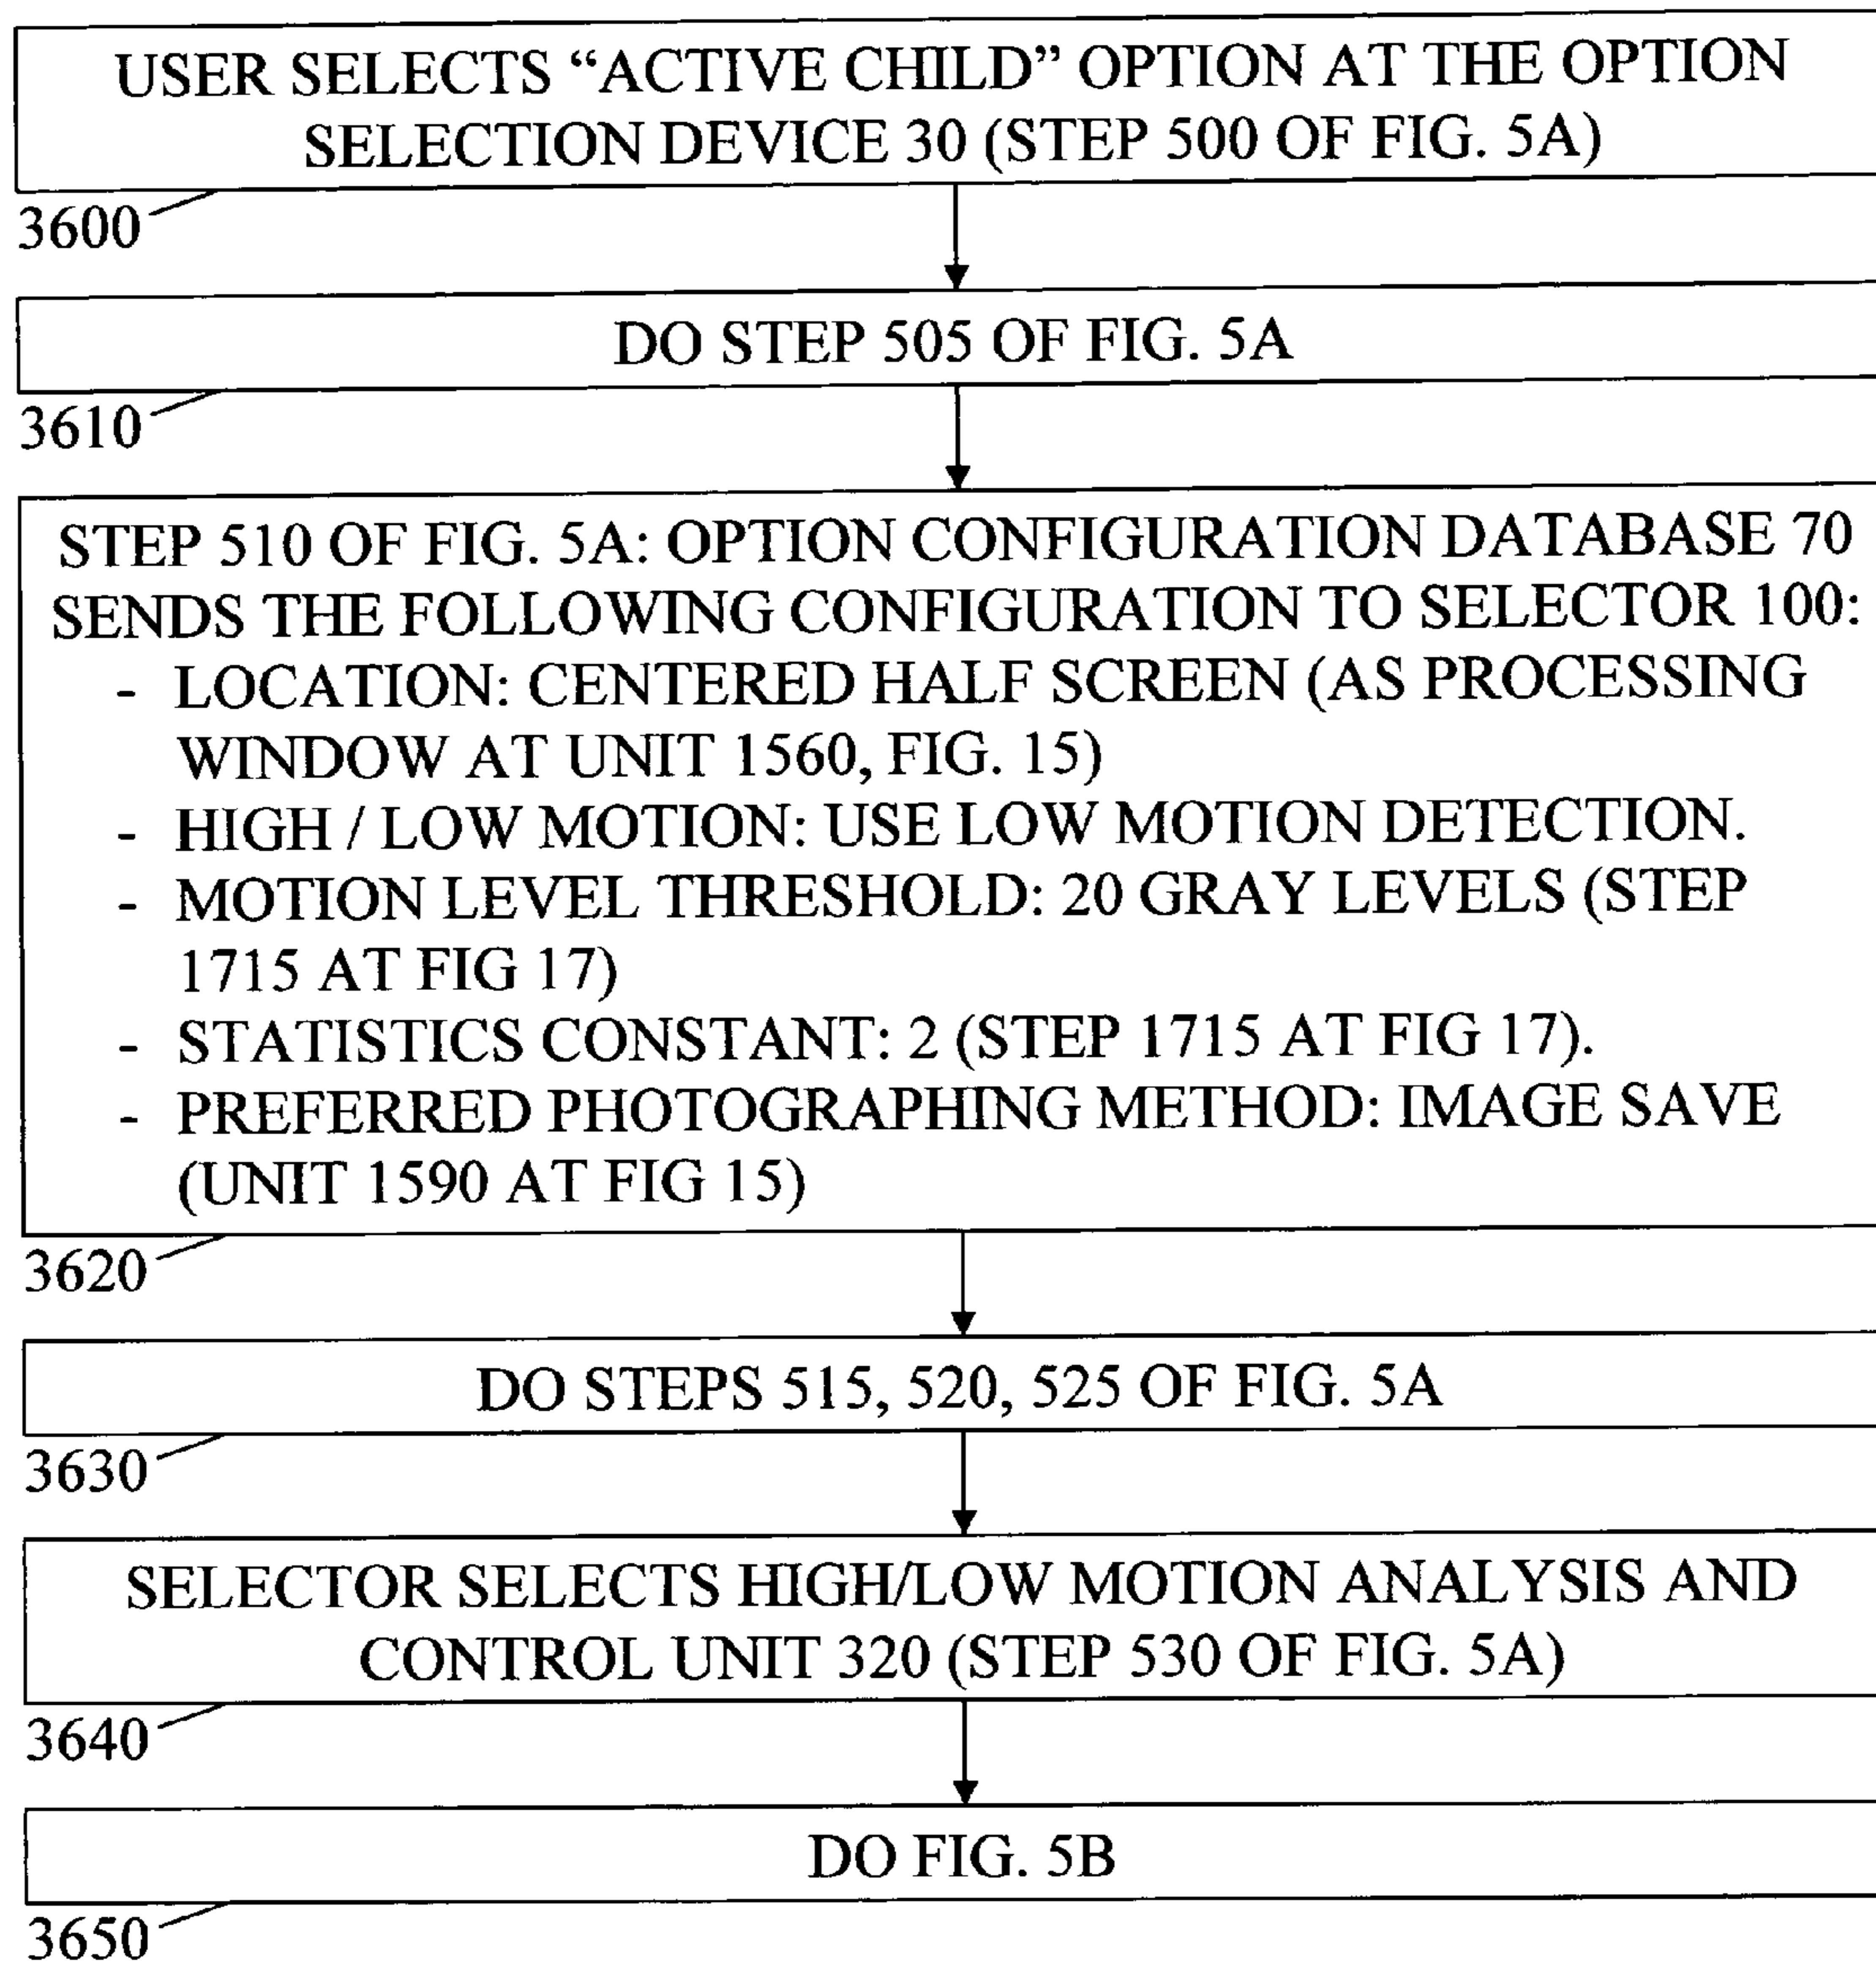 USER SELECTS “ACTIVE CHILD” OPTION AT THE OPTION
SELECTION DEVICE 30 (STEP 500 OF FIG. 5A)
3600
DO STEP 505 OF FIG. 5A
3610
STEP 510 OF FIG. 5A: OPTION CONFIGURATION DATABASE 70
SENDS THE FOLLOWING CONFIGURATION TO SELECTOR 100:
- LOCATION: CENTERED HALF SCREEN (AS PROCESSING
WINDOW AT UNIT 1560, FIG. 15)
- HIGH / LOW MOTION: USE LOW MOTION DETECTION.
- MOTION LEVEL THRESHOLD: 20 GRAY LEVELS (STEP
1715 AT FIG 17)
- STATISTICS CONSTANT: 2 (STEP 1715 AT FIG 17).
- PREFERRED PHOTOGRAPHING METHOD: IMAGE SAVE
(UNIT 1590 AT FIG 15)
3620
DO STEPS 515, 520, 525 OF FIG. 5A
3630
SELECTOR SELECTS HIGH/LOW MOTION ANALYSIS AND
CONTROL UNIT 320 (STEP 530 OF FIG. 5A)
3640
DO FIG. 5B
3650